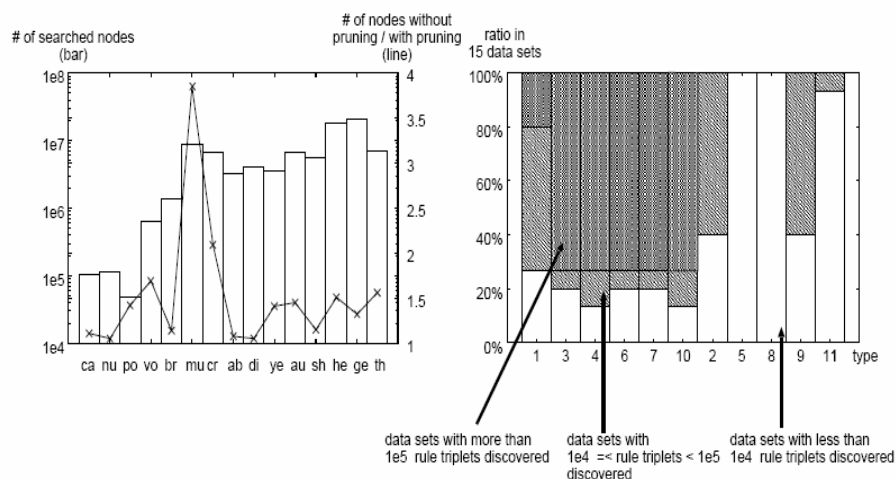 # of searched nodes
(bar)
# of nodes without
pruning / with pruning
(line)
1e8
1e7
1e6
1e5
1e4
4
3.5
3
2
2
1.5
1
ca nu po vo br mu cr ab di ye au sh he ge th
ratio in
15 data sets
100%
80%
60%
40%
20%
0%
1 3 4 6 7 10 2 5 8 9 11 type
data sets with more than
1e5 rule triplets discovered
data sets with
1e4 =< rule triplets < 1e5
discovered
data sets with less than
1e4 rule triplets discovered